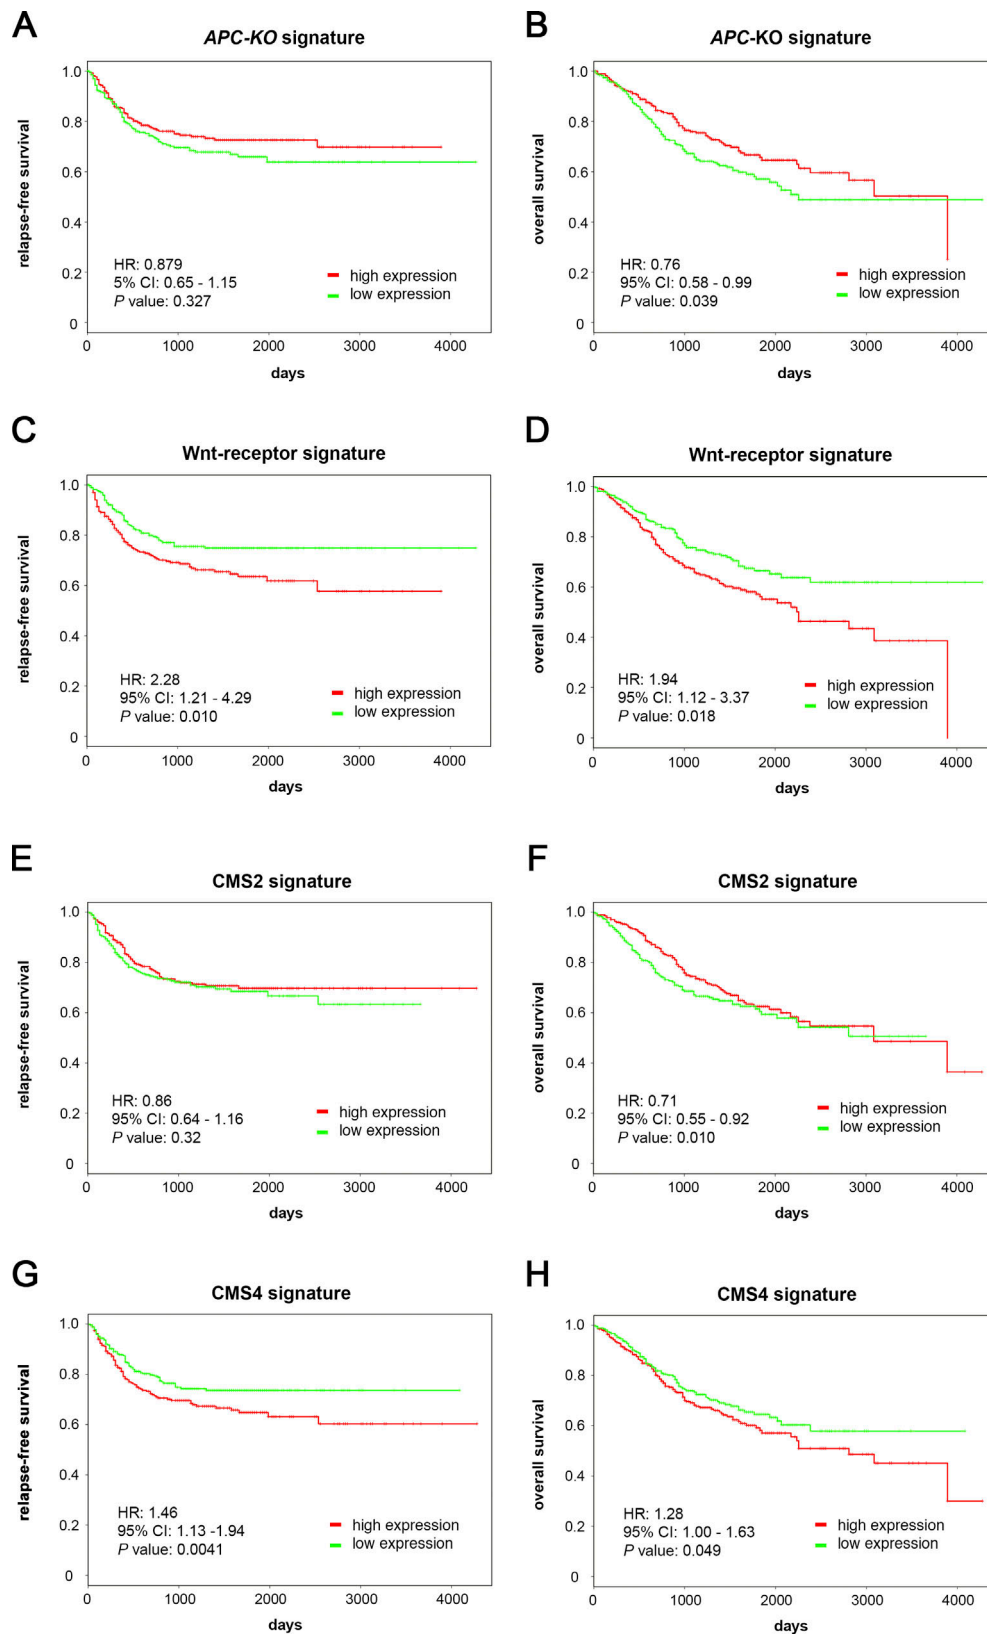 A
APC-KO signature
relapse-free survival
1.0
0.8
0.6
0.4
0.2
0
HR: 0.879
5% CI: 0.65 - 1.15
P value: 0.327
high expression
low expression
0 1000 2000 3000 4000
days
B
APC-KO signature
overall survival
1.0
0.8
0.6
0.4
0.2
0
HR: 0.76
95% CI: 0.58 - 0.99
P value: 0.039
high expression
low expression
0 1000 2000 3000 4000
days
C
Wnt-receptor signature
relapse-free survival
1.0
0.8
0.6
0.4
0.2
0
HR: 2.28
95% CI: 1.21 - 4.29
P value: 0.010
high expression
low expression
0 1000 2000 3000 4000
days
D
Wnt-receptor signature
overall survival
1.0
0.8
0.6
0.4
0.2
0
HR: 1.94
95% CI: 1.12 - 3.37
P value: 0.018
high expression
low expression
0 1000 2000 3000 4000
days
E
CMS2 signature
relapse-free survival
1.0
0.8
0.6
0.4
0.2
0
HR: 0.86
95% CI: 0.64 - 1.16
P value: 0.32
high expression
low expression
0 1000 2000 3000 4000
days
F
CMS2 signature
overall survival
1.0
0.8
0.6
0.4
0.2
0
HR: 0.71
95% CI: 0.55 - 0.92
P value: 0.010
high expression
low expression
0 1000 2000 3000 4000
days
G
CMS4 signature
relapse-free survival
1.0
0.8
0.6
0.4
0.2
0
HR: 1.46
95% CI: 1.13 -1.94
P value: 0.0041
high expression
low expression
0 1000 2000 3000 4000
days
H
CMS4 signature
overall survival
1.0
0.8
0.6
0.4
0.2
0
HR: 1.28
95% CI: 1.00 - 1.63
P value: 0.049
high expression
low expression
0 1000 2000 3000 4000
days